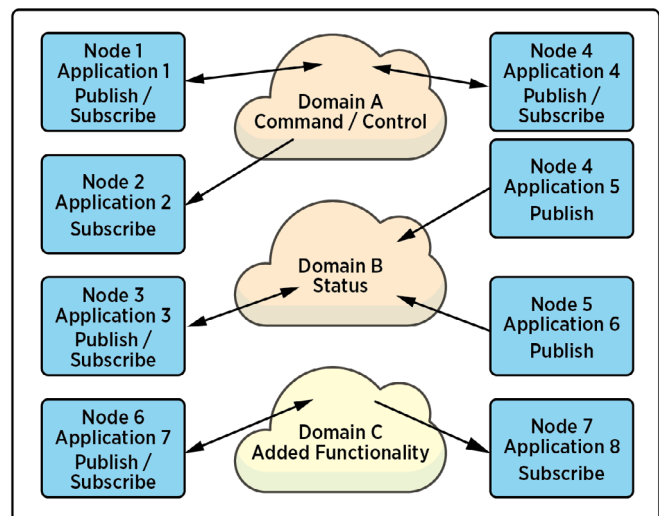 Node 1
Application 1
Publish /
Subscribe
Node 2
Application 2
Subscribe
Node 3
Application 3
Publish /
Subscribe
Node 6
Application 7
Publish /
Subscribe
Domain A
Command / Control
Domain B
Status
Domain C
Added Functionality
Node 4
Application 4
Publish /
Subscribe
Node 4
Application 5
Publish
Node 5
Application 6
Publish
Node 7
Application 8
Subscribe